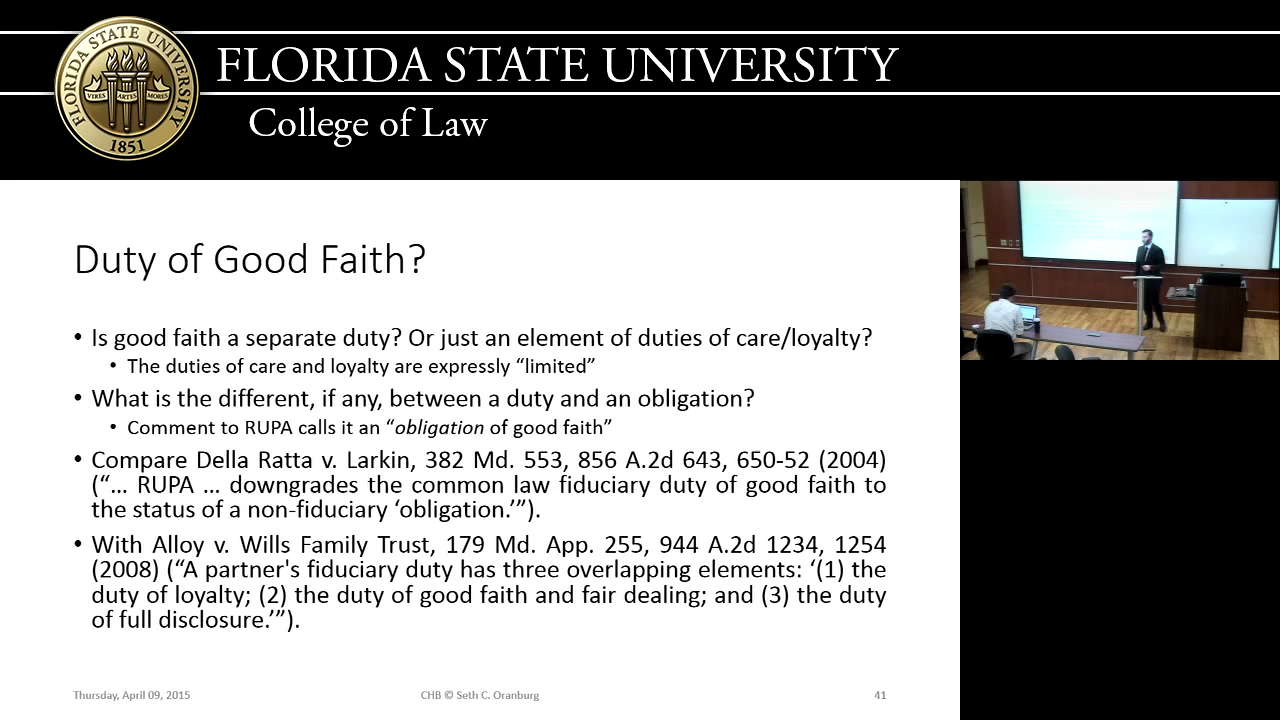 FLORIDA STATE UNIVERSITY
College of Law
FLORIDA STATE UNIVERSITY
VIRES ARTES MORES
1851
Duty of Good Faith?
• Is good faith a separate duty? Or just an element of duties of care/loyalty?
• The duties of care and loyalty are expressly “limited”
• What is the different, if any, between a duty and an obligation?
• Comment to RUPA calls it an “obligation of good faith”
• Compare Della Ratta v. Larkin, 382 Md. 553, 856 A.2d 643, 650-52 (2004)
(“… RUPA … downgrades the common law fiduciary duty of good faith to
the status of a non-fiduciary ‘obligation.’”).
• With Alloy v. Wills Family Trust, 179 Md. App. 255, 944 A.2d 1234, 1254
(2008) (“A partner's fiduciary duty has three overlapping elements: ‘(1) the
duty of loyalty; (2) the duty of good faith and fair dealing; and (3) the duty
of full disclosure.’”).
Thursday, April 09, 2015
CHB © Seth C. Oranburg
41